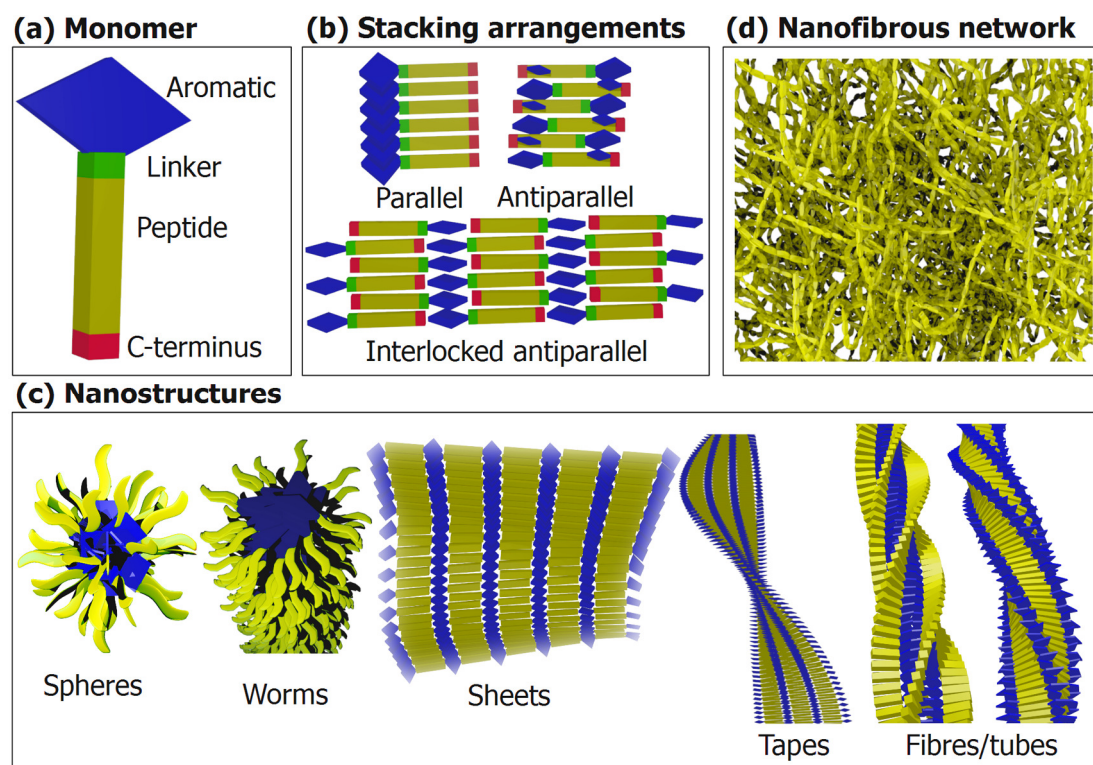 (a) Monomer
Aromatic
Linker
Peptide
C-terminus
(b) Stacking arrangements
Parallel
Antiparallel
Interlocked antiparallel
(d) Nanofibrous network
(c) Nanostructures
Spheres
Worms
Sheets
Tapes
Fibres/tubes